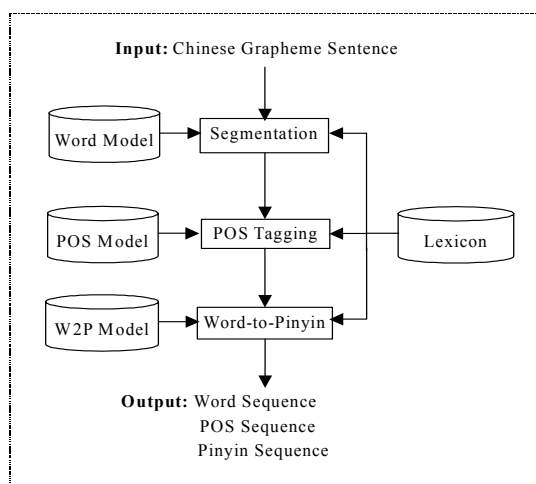 Input: Chinese Grapheme Sentence
Word Model
Segmentation
POS Model
POS Tagging
Lexicon
W2P Model
Word-to-Pinyin
Output: Word Sequence
POS Sequence
Pinyin Sequence